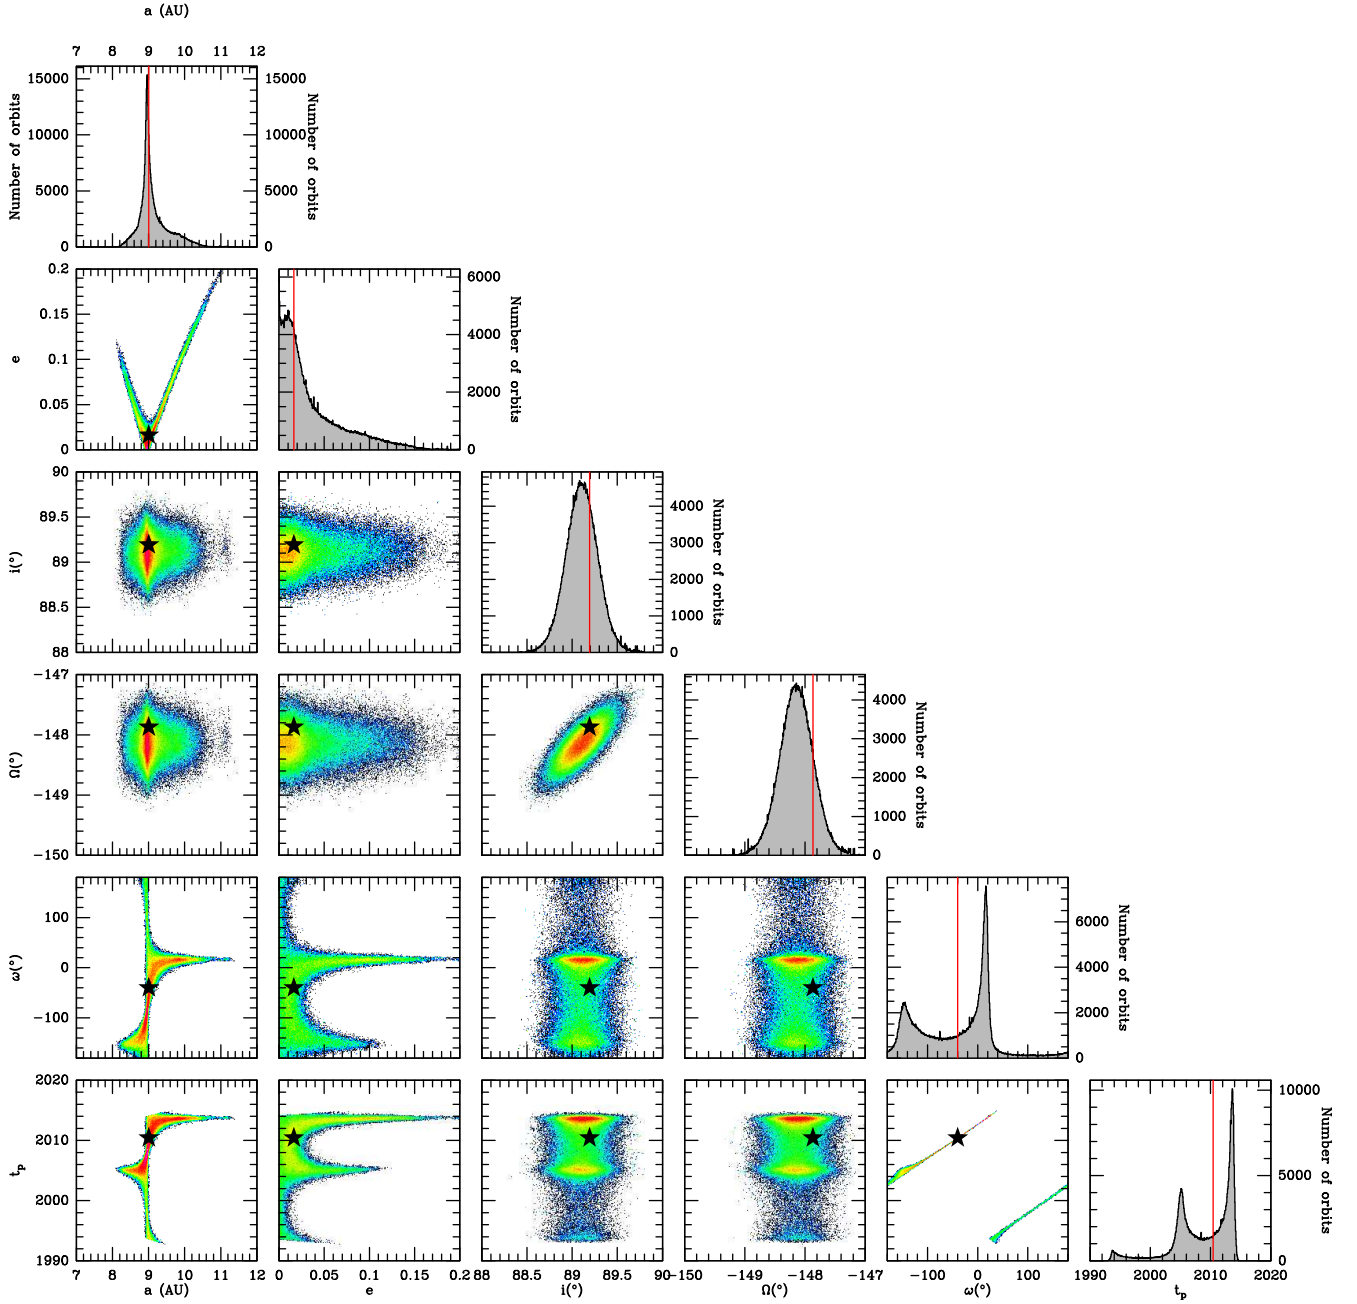 a (AU)
7 8 9 10 11 12
15000 15000
10000 10000
5000 5000
0 0
Number of orbits
Number of orbits
0.2 6000
0.15
4000
0.1
2000
0.05
0 0
e
Number of orbits
90
89.5 4000
3000
89
2000
88.5
1000
88 0
i(°)
Number of orbits
−147
4000
−148 3000
2000
−149
1000
−150 0
Ω(°)
Number of orbits
100 6000
0 4000
−100 2000
0
ω(°)
Number of orbits
2020 10000
2010
5000
2000
1990 0
tp
Number of orbits
7 8 9 10 11 12 0 0.05 0.1 0.15 0.2 88 88.5 89 89.5 90 −150 −149 −148 −147 −100 0 100 1990 2000 2010 2020
a (AU) e i(°) Ω(°) ω(°) tp